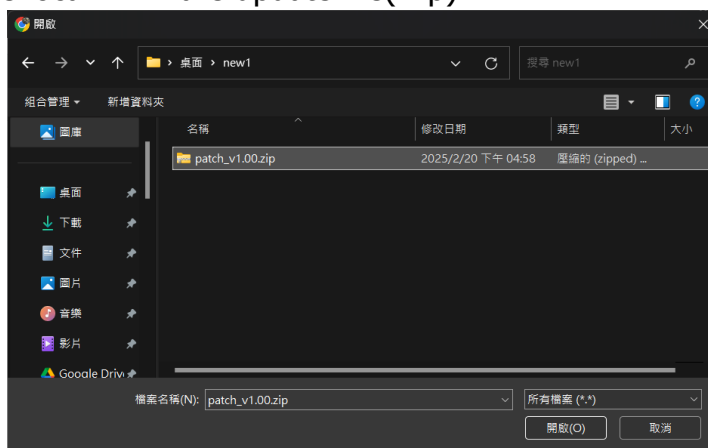 開啟
桌面 > new1
搜尋 new1
組合管理
新增資料夾
圖庫
名稱
修改日期
類型
大小
patch_v1.00.zip
2025/2/20 下午 04:58
壓縮的 (zipped) ...
桌面
下載
文件
圖片
音樂
影片
Google Driv
檔案名稱(N):
patch_v1.00.zip
所有檔案 (*.*)
開啟(O)
取消